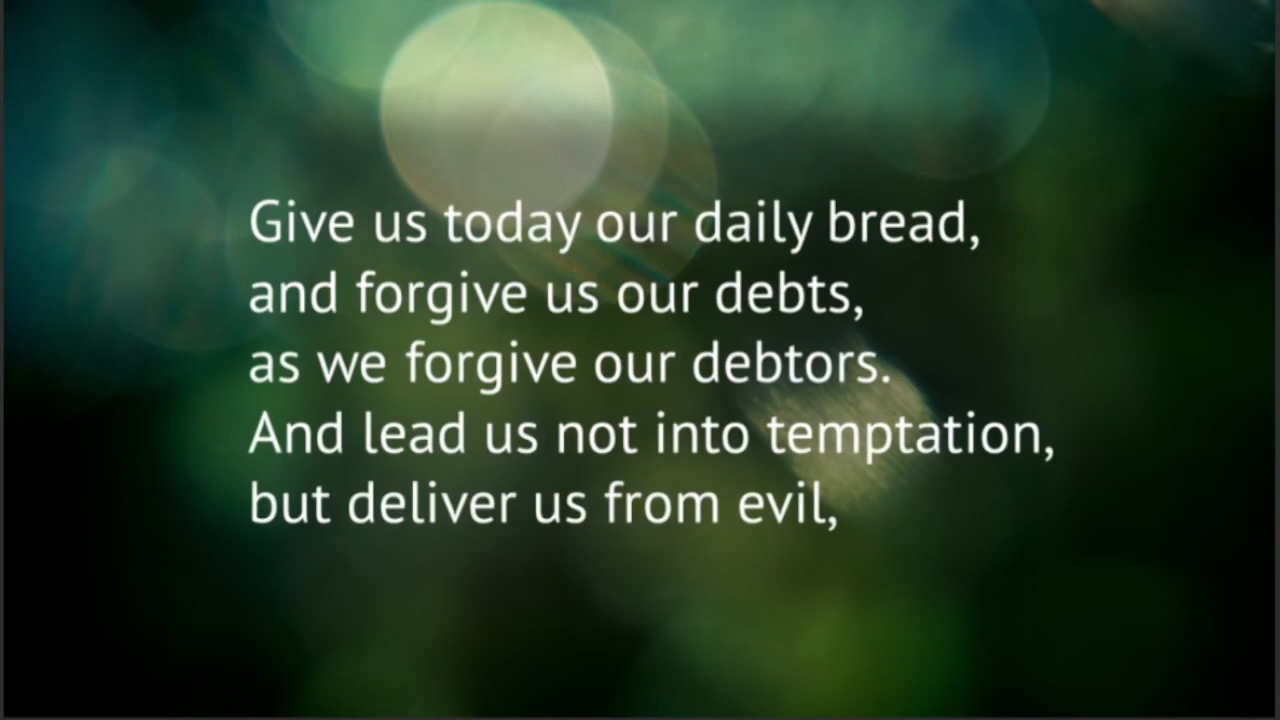 Give us today our daily bread,
and forgive us our debts,
as we forgive our debtors.
And lead us not into temptation,
but deliver us from evil,